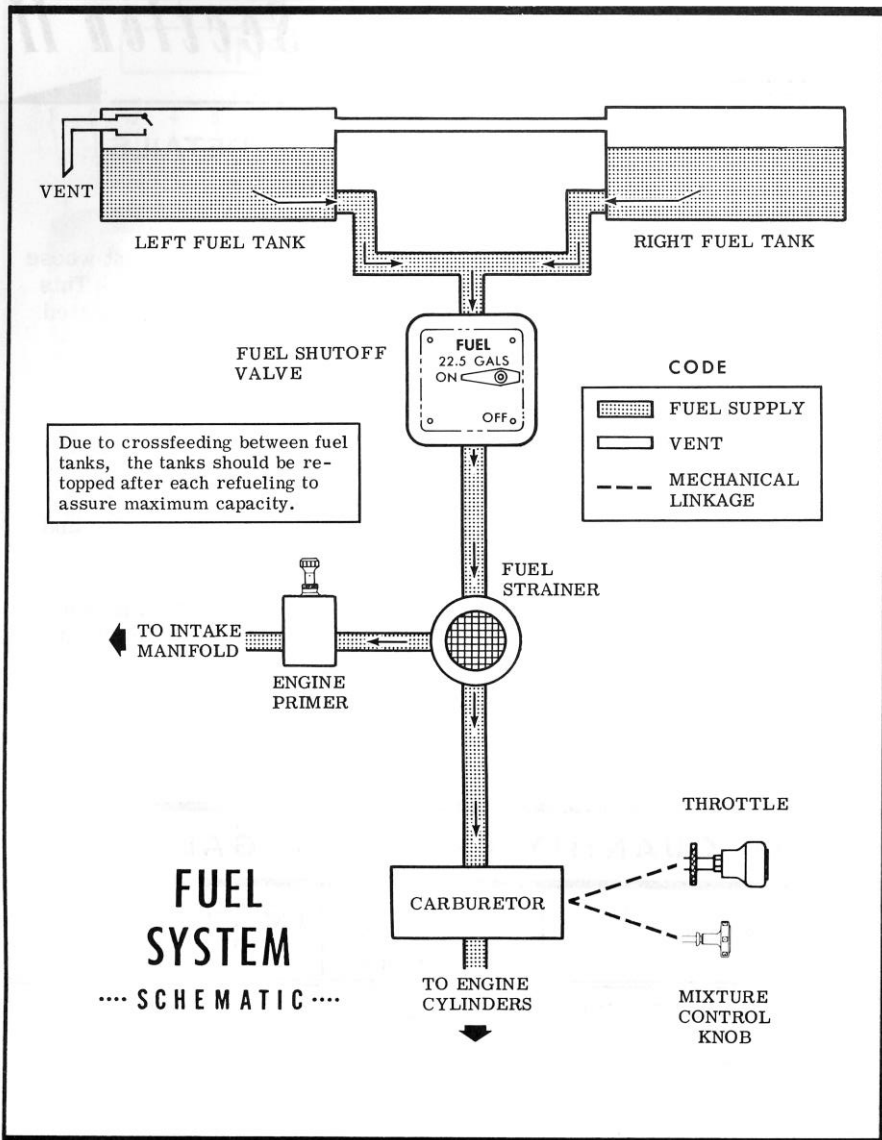 VENT
LEFT FUEL TANK
RIGHT FUEL TANK
FUEL SHUTOFF
VALVE
FUEL
22.5 GALS
ON
OFF
CODE
FUEL SUPPLY
VENT
MECHANICAL
LINKAGE
Due to crossfeeding between fuel
tanks, the tanks should be re-
topped after each refueling to
assure maximum capacity.
FUEL
STRAINER
TO INTAKE
MANIFOLD
ENGINE
PRIMER
THROTTLE
CARBURETOR
FUEL
SYSTEM
···· SCHEMATIC ····
TO ENGINE
CYLINDERS
MIXTURE
CONTROL
KNOB